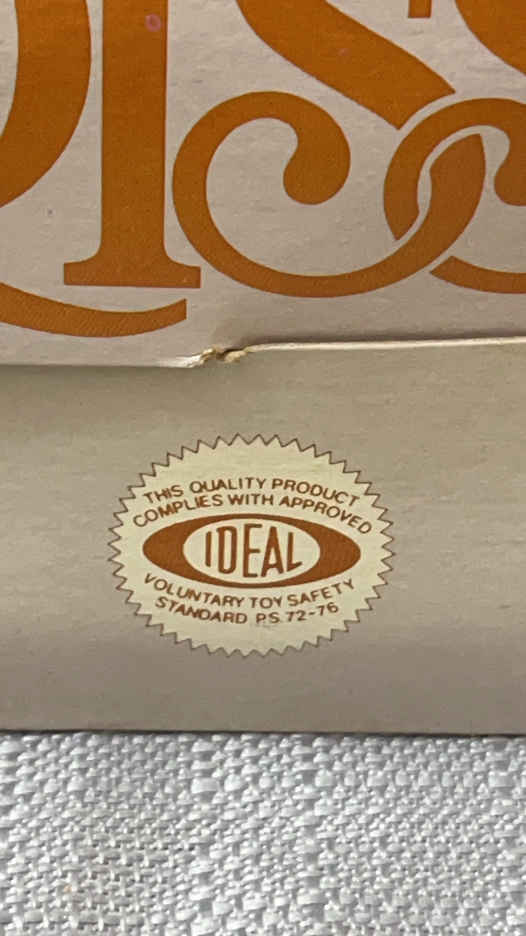 THIS QUALITY PRODUCT
COMPLIES WITH APPROVED
IDEAL
VOLUNTARY TOY SAFETY
STANDARD P.S. 72-76